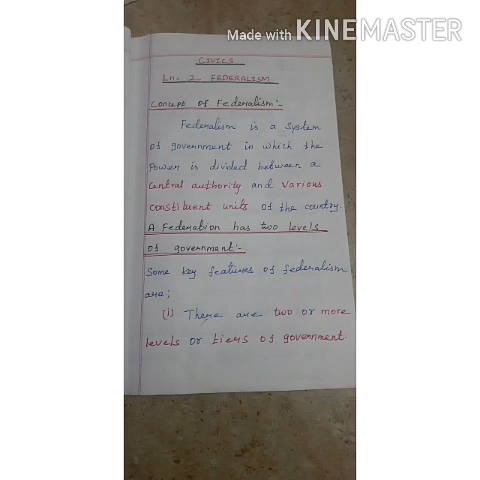 Made with KINEMASTER
CIVICS
Ln. 2 FEDERALISM
Concept of Federalism:-
Federalism is a System
of government in which the
Power is divided between a
Central authority and Various
Constituent units of the country.
A Federation has two levels
of government:-
Some key features of federalism
are;
(i) There are two or more
levels or tiers of government.